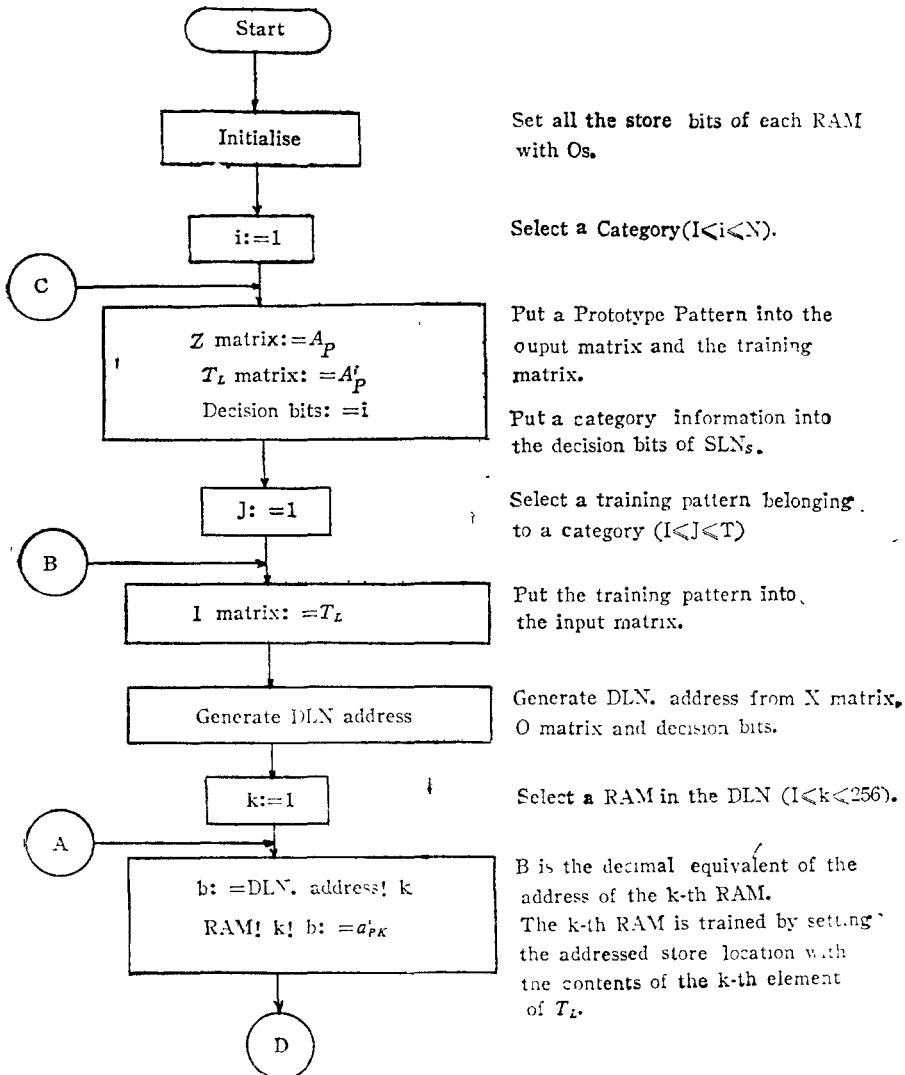 Start
Initialise
Set all the store bits of each RAM
with Os.
i:=1
Select a Category(I⩽i⩽N).
C
Z matrix:=A_P
T_L matrix: =A^i_P
Decision bits: =i
Put a Prototype Pattern into the
ouput matrix and the training
matrix.
Put a category information into
the decision bits of SLNs.
J: =1
Select a training pattern belonging
to a category (I⩽J⩽T)
B
I matrix: =T_L
Put the training pattern into
the input matrix.
Generate DLN address
Generate DLN. address from X matrix,
O matrix and decision bits.
k:=1
Select a RAM in the DLN (I⩽k⩽256).
A
b: =DLN. address! k
RAM! k! b: =a^i_PK
B is the decimal equivalent of the
address of the k-th RAM.
The k-th RAM is trained by setting
the addressed store location with
the contents of the k-th element
of T_L.
D